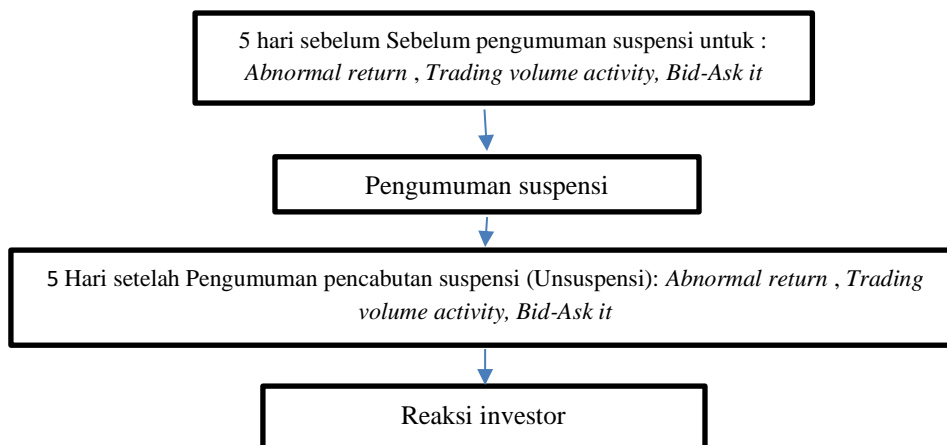 5 hari sebelum Sebelum pengumuman suspensi untuk :
Abnormal return , Trading volume activity, Bid-Ask it
Pengumuman suspensi
5 Hari setelah Pengumuman pencabutan suspensi (Unsuspensi): Abnormal return , Trading
volume activity, Bid-Ask it
Reaksi investor